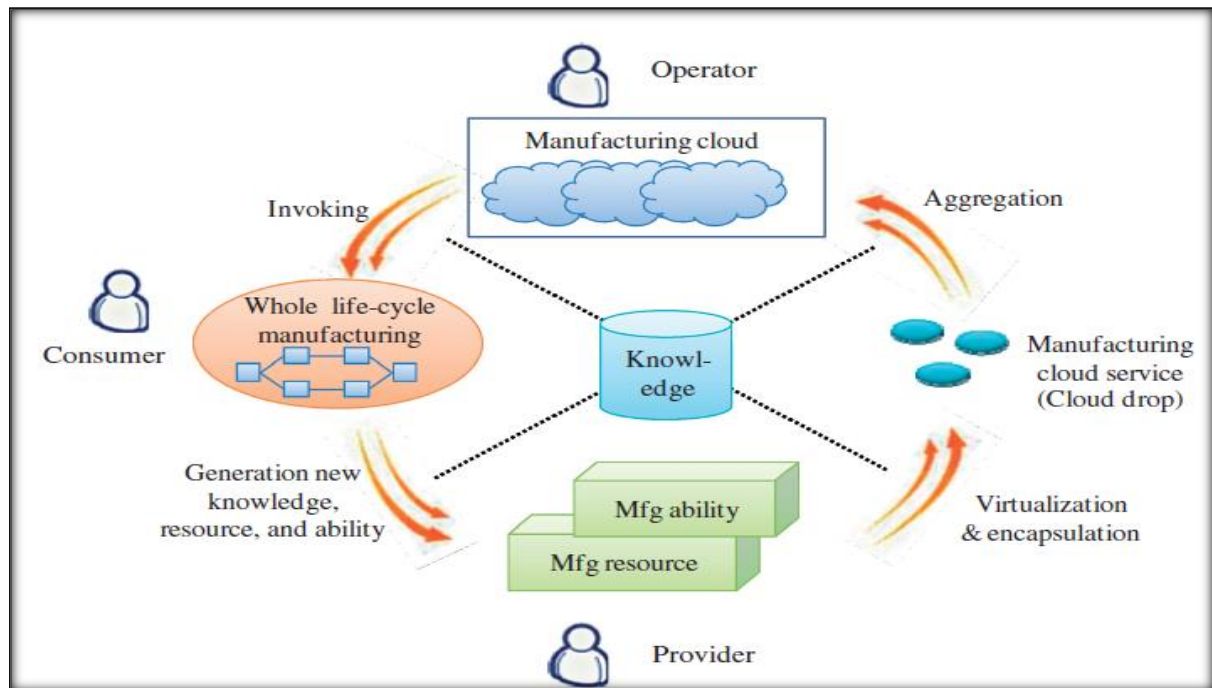 Operator
Manufacturing cloud
Invoking
Aggregation
Consumer
Whole life-cycle
manufacturing
Knowl-
edge
Manufacturing
cloud service
(Cloud drop)
Generation new
knowledge,
resource, and ability
Mfg ability
Mfg resource
Virtualization
& encapsulation
Provider